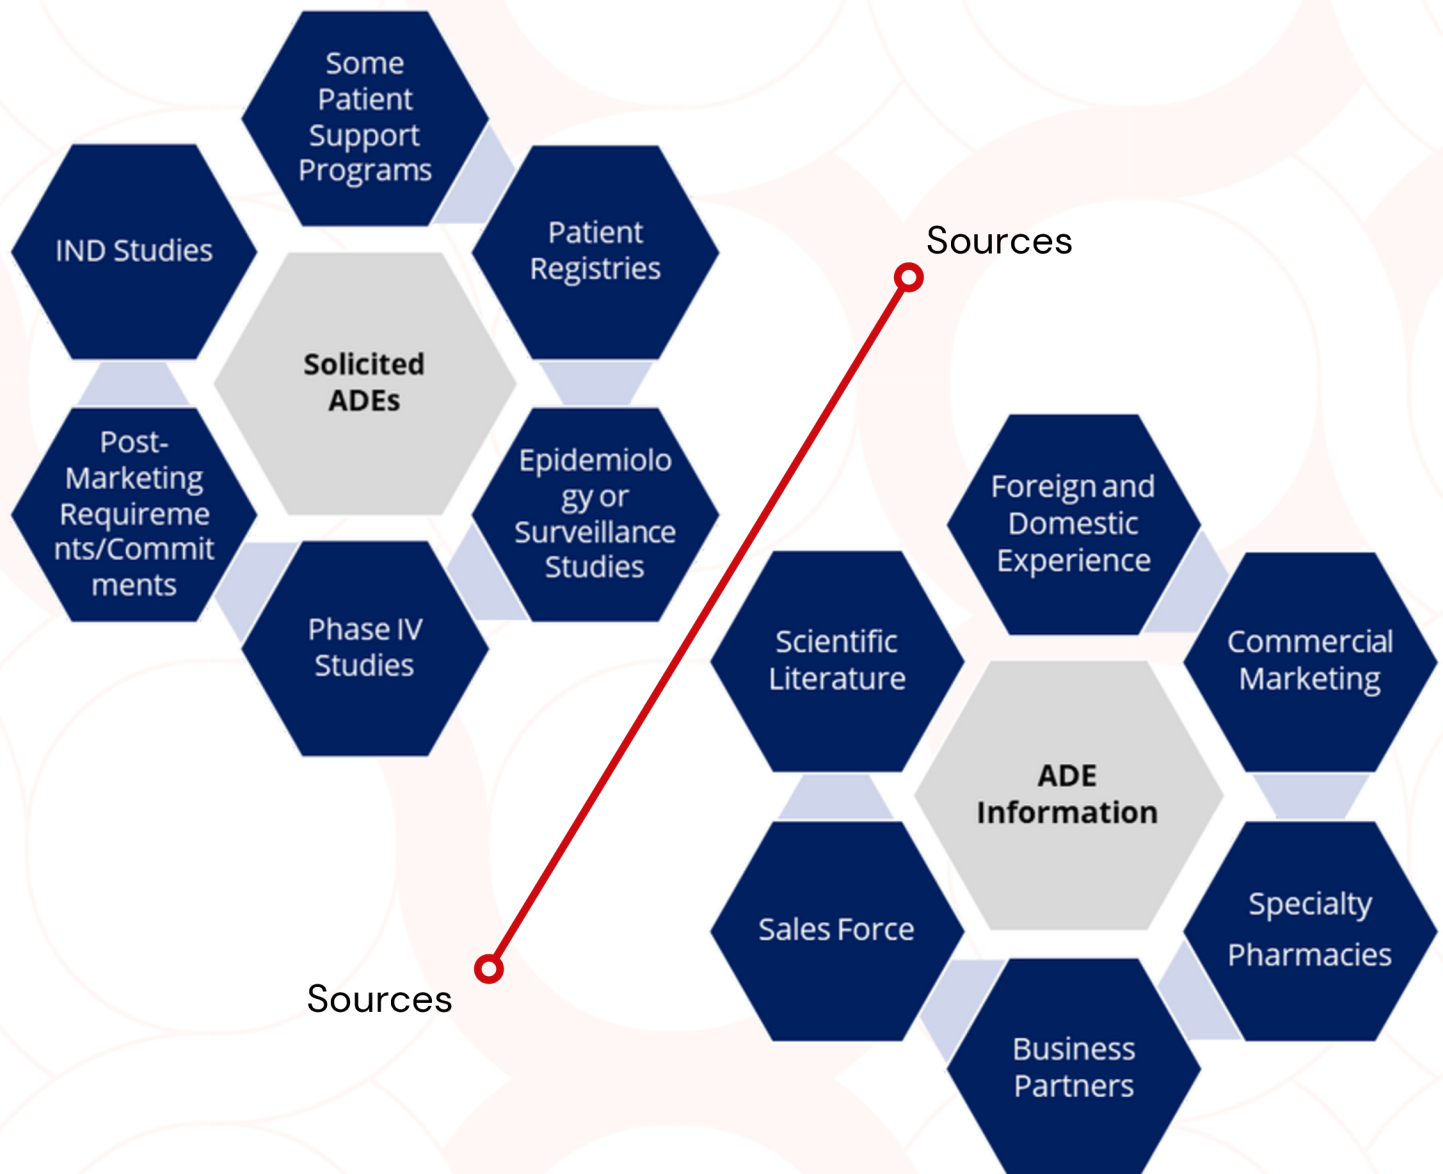 Some
Patient
Support
Programs
IND Studies
Patient
Registries
Solicited
ADEs
Post-
Marketing
Requireme
nts/Commit
ments
Epidemiolo
gy or
Surveillance
Studies
Phase IV
Studies
Sources
Sources
Foreign and
Domestic
Experience
Scientific
Literature
Commercial
Marketing
ADE
Information
Sales Force
Specialty
Pharmacies
Business
Partners